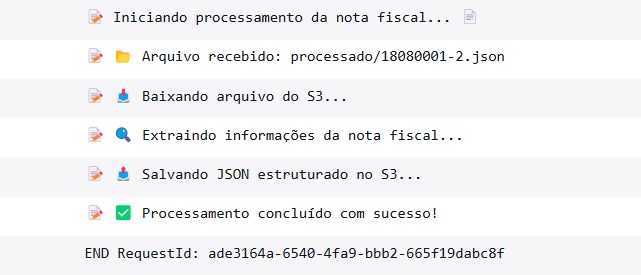 📝 Iniciando processamento da nota fiscal... 📄
📝 📂 Arquivo recebido: processado/18080001-2.json
📝 📥 Baixando arquivo do S3...
📝 🔍 Extraindo informações da nota fiscal...
📝 📤 Salvando JSON estruturado no S3...
📝 ✅ Processamento concluído com sucesso!
END RequestId: ade3164a-6540-4fa9-bbb2-665f19dabc8f